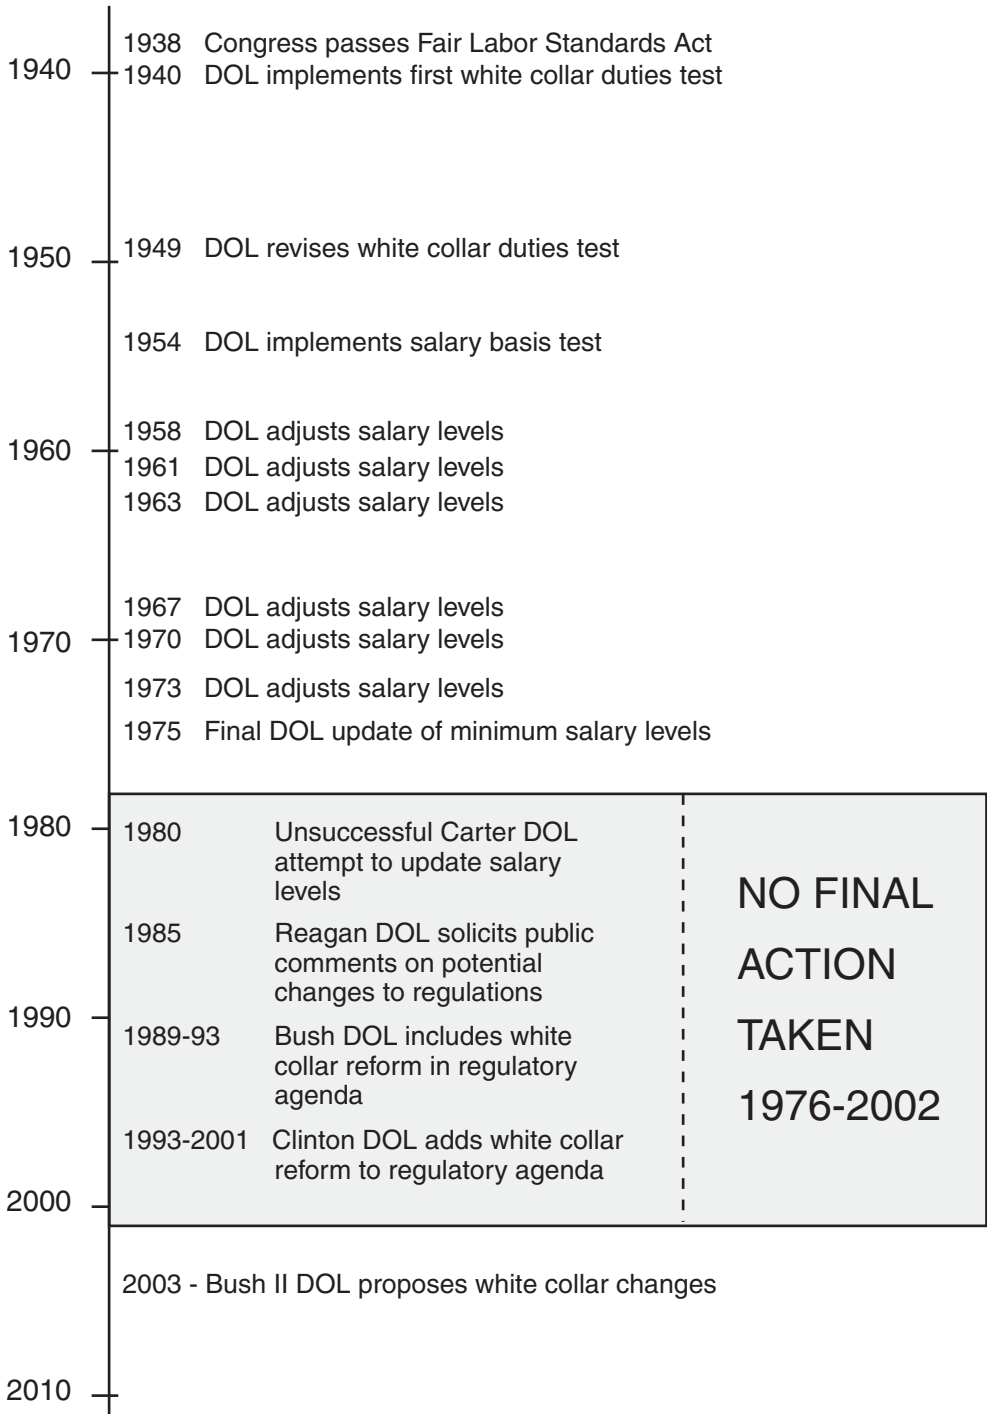 1938 Congress passes Fair Labor Standards Act
1940
1940 DOL implements first white collar duties test
1949 DOL revises white collar duties test
1950
1954 DOL implements salary basis test
1958 DOL adjusts salary levels
1960
1961 DOL adjusts salary levels
1963 DOL adjusts salary levels
1967 DOL adjusts salary levels
1970
1970 DOL adjusts salary levels
1973 DOL adjusts salary levels
1975 Final DOL update of minimum salary levels
1980
1980 Unsuccessful Carter DOL
attempt to update salary
levels
1985 Reagan DOL solicits public
comments on potential
changes to regulations
1990
1989-93 Bush DOL includes white
collar reform in regulatory
agenda
1993-2001 Clinton DOL adds white collar
reform to regulatory agenda
2000
NO FINAL
ACTION
TAKEN
1976-2002
2003 - Bush II DOL proposes white collar changes
2010